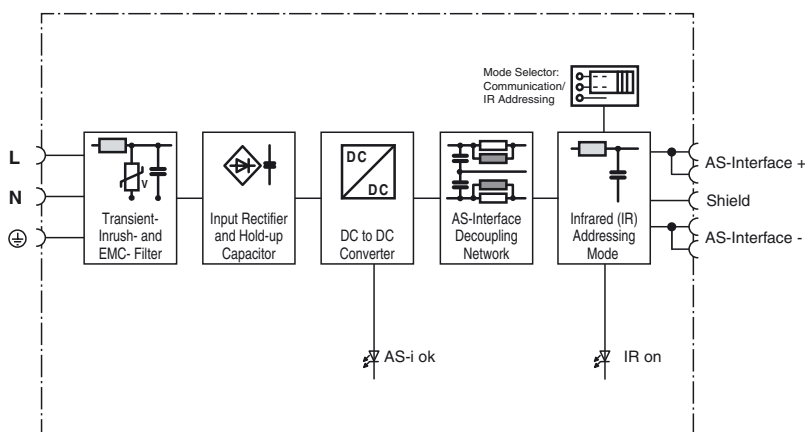 Mode Selector:
Communication/
IR Addressing
L
N
V
DC
DC
Transient-
Inrush- and
EMC- Filter
Input Rectifier
and Hold-up
Capacitor
DC to DC
Converter
AS-Interface
Decoupling
Network
Infrared (IR)
Addressing
Mode
AS-Interface +
Shield
AS-Interface -
AS-i ok
IR on